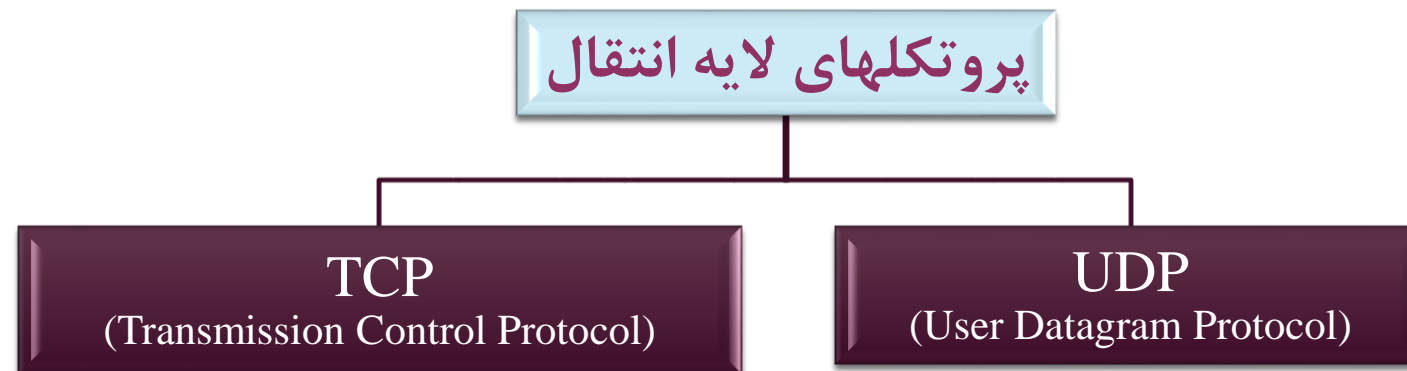 پروتکلهای لایه انتقال
TCP
(Transmission Control Protocol)
UDP
(User Datagram Protocol)